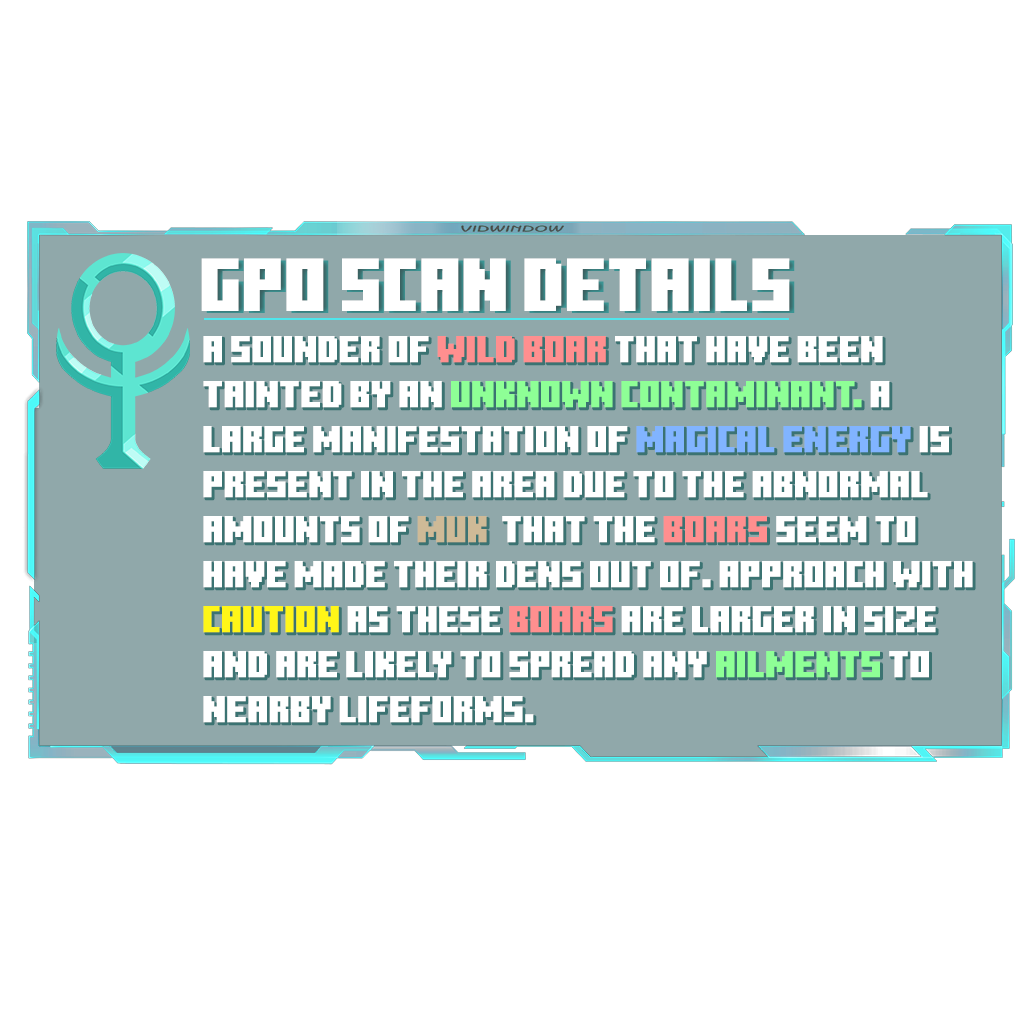 VIDWINDOW
GPO SCAN DETAILS
A SOUNDER OF WILD BOAR THAT HAVE BEEN
TAINTED BY AN UNKNOWN CONTAMINANT. A
LARGE MANIFESTATION OF MAGICAL ENERGY IS
PRESENT IN THE AREA DUE TO THE ABNORMAL
AMOUNTS OF MUK THAT THE BOARS SEEM TO
HAVE MADE THEIR DENS OUT OF. APPROACH WITH
CAUTION AS THESE BOARS ARE LARGER IN SIZE
AND ARE LIKELY TO SPREAD ANY AILMENTS TO
NEARBY LIFEFORMS.